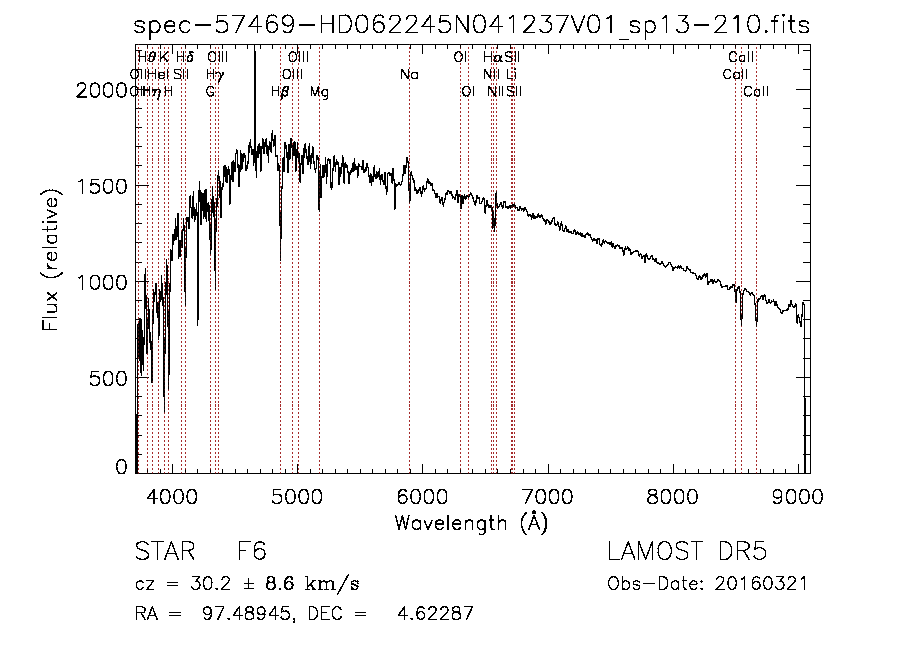 spec-57469-HD062245N041237V01_sp13-210.fits
Hθ K Hδ OIII OIII OI Hα SII CaII
OII HeI SII Hγ OIII Na NII Li CaII
OII Hη H G Hβ Mg OI NII SII CaII
2000
1500
1000
500
0
Flux (relative)
4000 5000 6000 7000 8000 9000
Wavelength (Å)
STAR F6 LAMOST DR5
cz = 30.2 ± 8.6 km/s Obs-Date: 20160321
RA = 97.48945, DEC = 4.62287